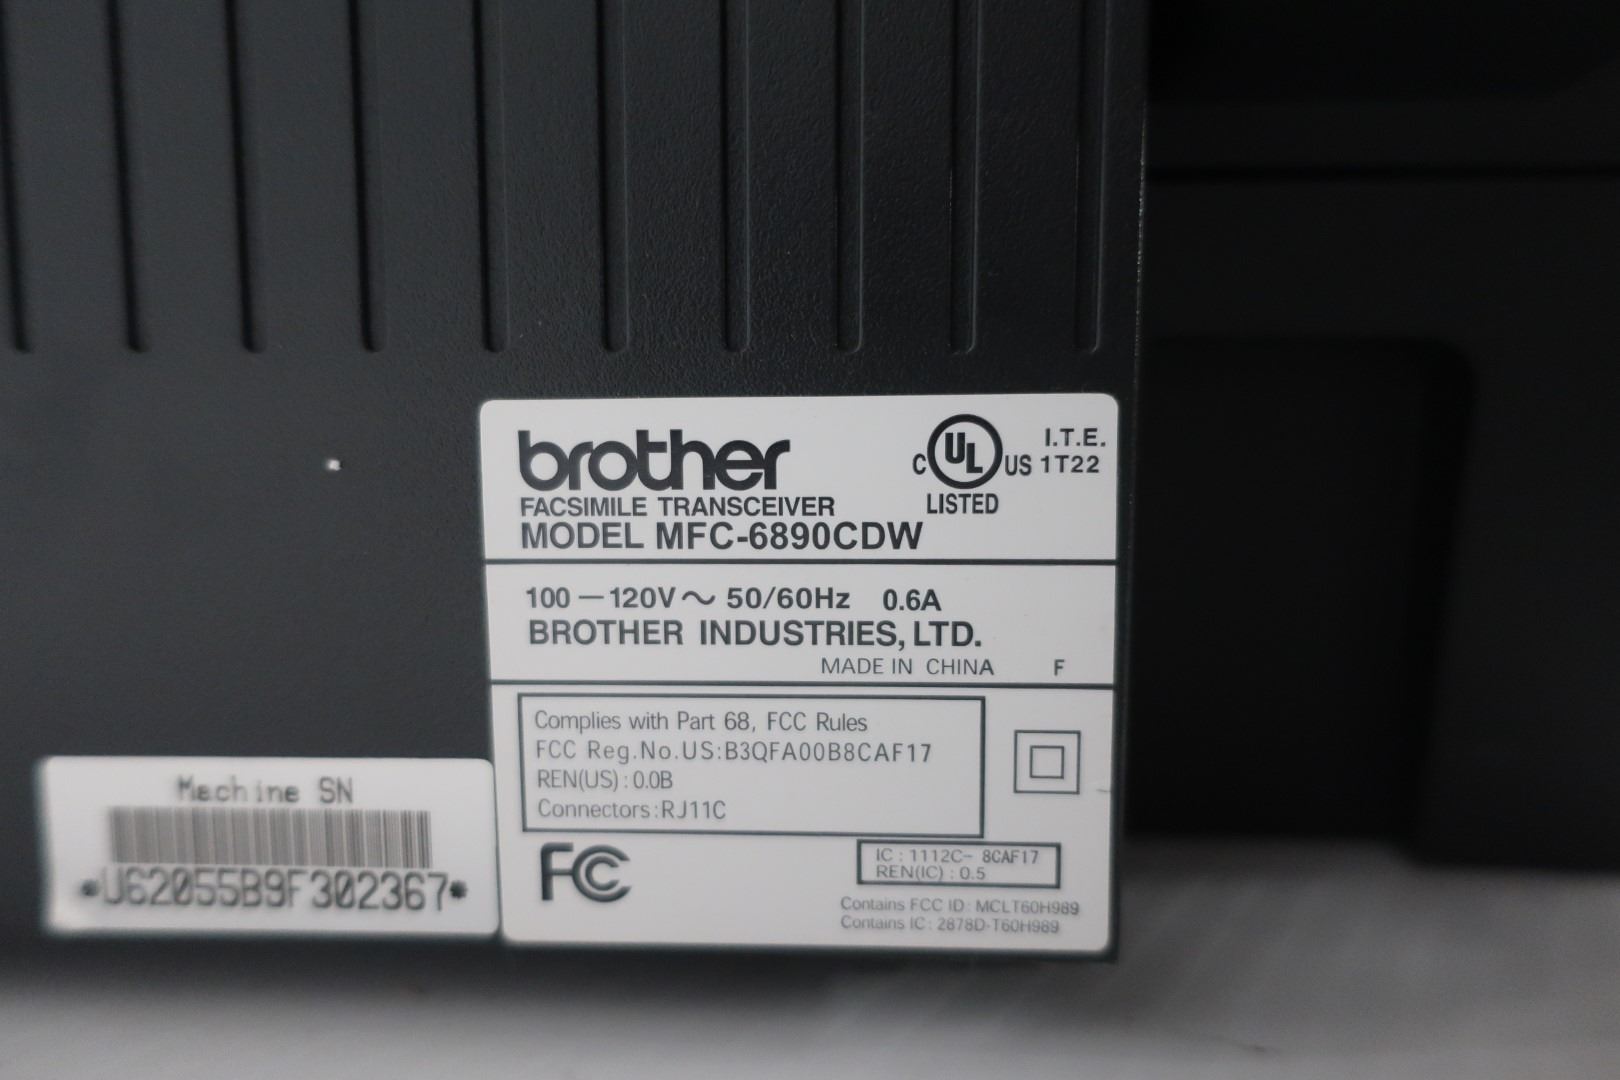 brother
FACSIMILE TRANSCEIVER
MODEL MFC-6890CDW
C UL US
LISTED
I.T.E.
1T22
100—120V～ 50/60Hz 0.6A
BROTHER INDUSTRIES, LTD.
MADE IN CHINA F
Complies with Part 68, FCC Rules
FCC Reg.No.US:B3QFA00B8CAF17
REN(US) : 0.0B
Connectors:RJ11C
FC
IC : 1112C- 8CAF17
REN(IC) : 0.5
Contains FCC ID: MCLT60H989
Contains IC: 2878D-T60H989
Machine SN
*U62055B9F302367*